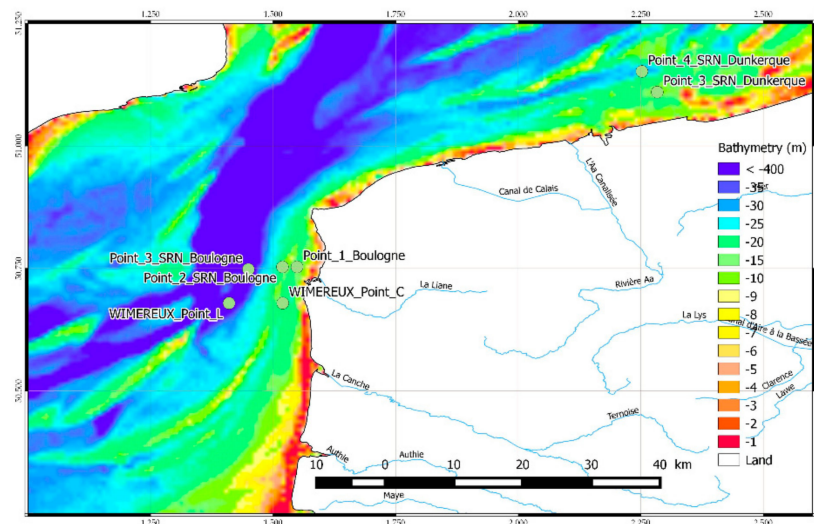 1.250 1.500 1.750 2.000 2.250 2.500
51.250
Point_4_SRN_Dunkerque
Point_3_SRN_Dunkerque
51.000
Bathymetry (m)
L'Aa Canalisée
Canal de Calais
< -400
-35
-30
-25
-20
-15
-10
-9
-8
-7
-6
-5
-4
-3
-2
-1
Land
Point_3_SRN_Boulogne
Point_1_Boulogne
Point_2_SRN_Boulogne
50.750
WIMEREUX_Point_C
La Liane
Rivière Aa
WIMEREUX_Point_L
La Lys
d'Aire à la Bassée
Clarence
Lawe
50.500
La Canche
Ternoise
Authie
Authie
10 0 10 20 30 40 km
Maye
1.250 1.500 1.750 2.000 2.250 2.500